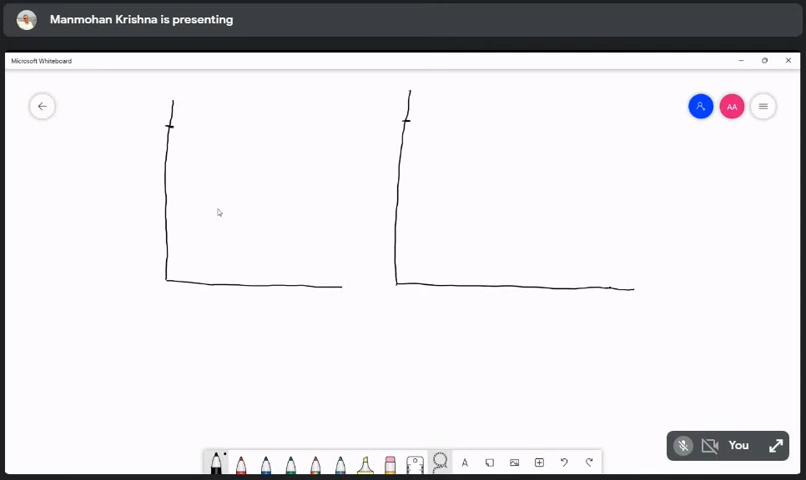 Manmohan Krishna is presenting
Microsoft Whiteboard
AA
A
You